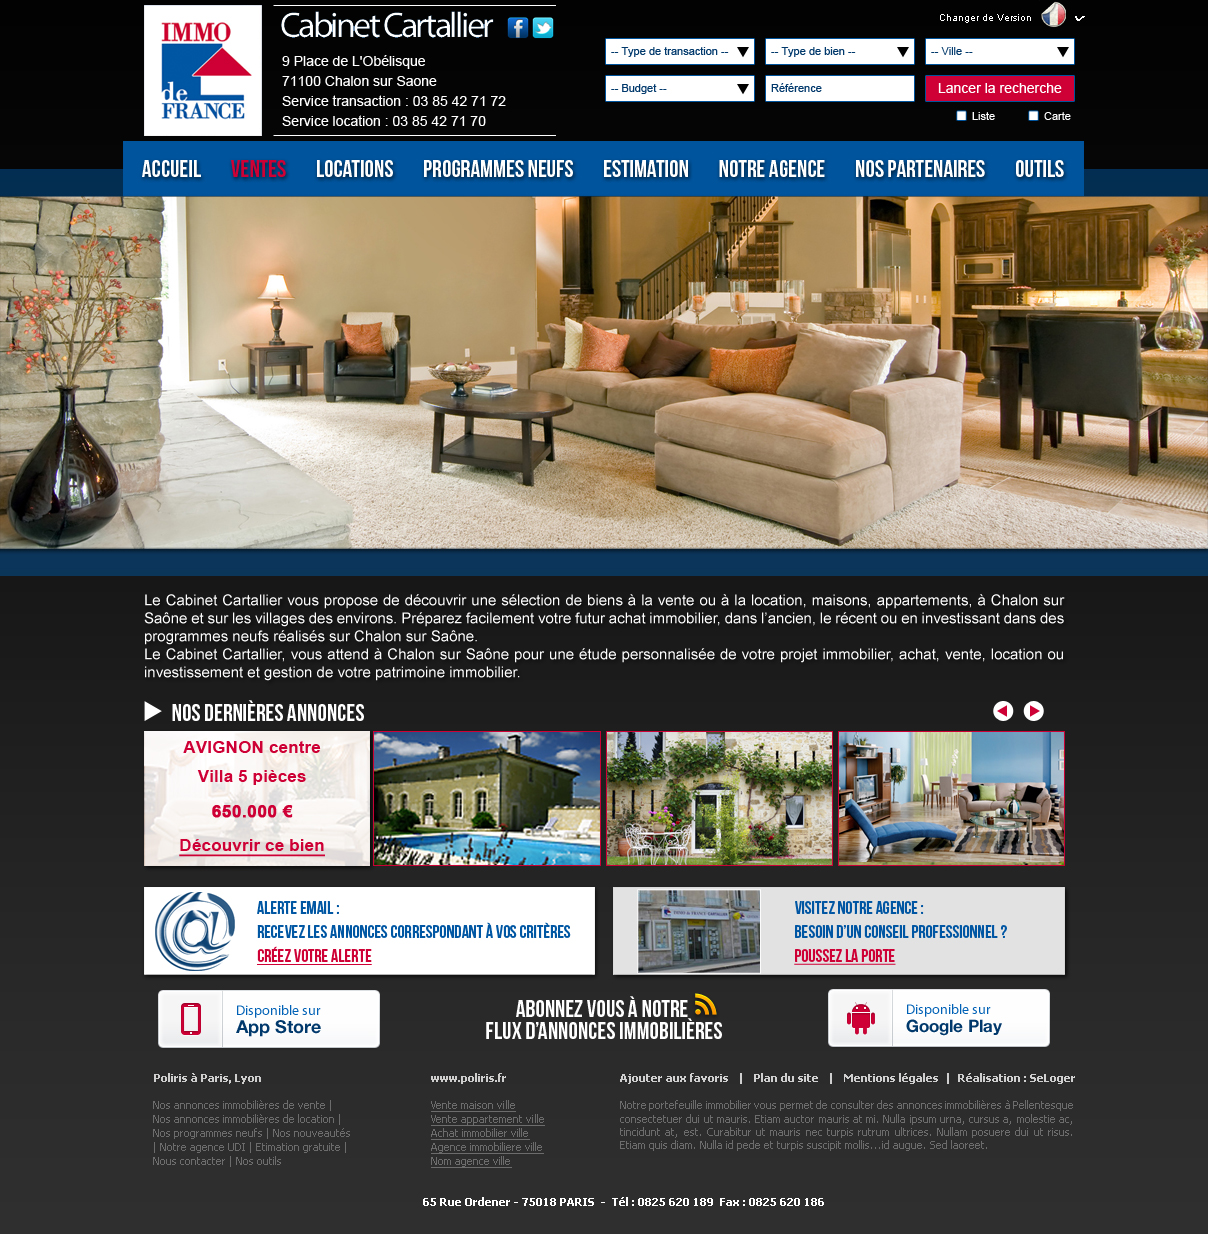 IMMO
de
FRANCE
Cabinet Cartallier
9 Place de L'Obélisque
71100 Chalon sur Saone
Service transaction : 03 85 42 71 72
Service location : 03 85 42 71 70
Changer de Version
-- Type de transaction --
-- Type de bien --
-- Ville --
-- Budget --
Référence
Lancer la recherche
Liste
Carte
ACCUEIL VENTES LOCATIONS PROGRAMMES NEUFS ESTIMATION NOTRE AGENCE NOS PARTENAIRES OUTILS
Le Cabinet Cartallier vous propose de découvrir une sélection de biens à la vente ou à la location, maisons, appartements, à Chalon sur
Saône et sur les villages des environs. Préparez facilement votre futur achat immobilier, dans l'ancien, le récent ou en investissant dans des
programmes neufs réalisés sur Chalon sur Saône.
Le Cabinet Cartallier, vous attend à Chalon sur Saône pour une étude personnalisée de votre projet immobilier, achat, vente, location ou
investissement et gestion de votre patrimoine immobilier.
NOS DERNIÈRES ANNONCES
AVIGNON centre
Villa 5 pièces
650.000 €
Découvrir ce bien
ALERTE EMAIL :
RECEVEZ LES ANNONCES CORRESPONDANT À VOS CRITÈRES
CRÉEZ VOTRE ALERTE
VISITEZ NOTRE AGENCE :
BESOIN D'UN CONSEIL PROFESSIONNEL ?
POUSSEZ LA PORTE
Disponible sur
App Store
ABONNEZ VOUS À NOTRE
FLUX D'ANNONCES IMMOBILIÈRES
Disponible sur
Google Play
Poliris à Paris, Lyon
Nos annonces immobilières de vente |
Nos annonces immobilières de location |
Nos programmes neufs | Nos nouveautés
| Notre agence UDI | Etimation gratuite |
Nous contacter | Nos outils
www.poliris.fr
Vente maison ville
Vente appartement ville
Achat immobilier ville
Agence immobiliere ville
Nom agence ville
Ajouter aux favoris | Plan du site | Mentions légales | Réalisation : SeLoger
Notre portefeuille immobilier vous permet de consulter des annonces immobilières à Pellentesque
consectetuer dui ut mauris. Etiam auctor mauris at mi. Nulla ipsum urna, cursus a, molestie ac,
tincidunt at, est. Curabitur ut mauris nec turpis rutrum ultrices. Nullam posuere dui ut risus.
Etiam quis diam. Nulla id pede et turpis suscipit mollis...id augue. Sed laoreet.
65 Rue Ordener - 75018 PARIS - Tél : 0825 620 189 Fax : 0825 620 186